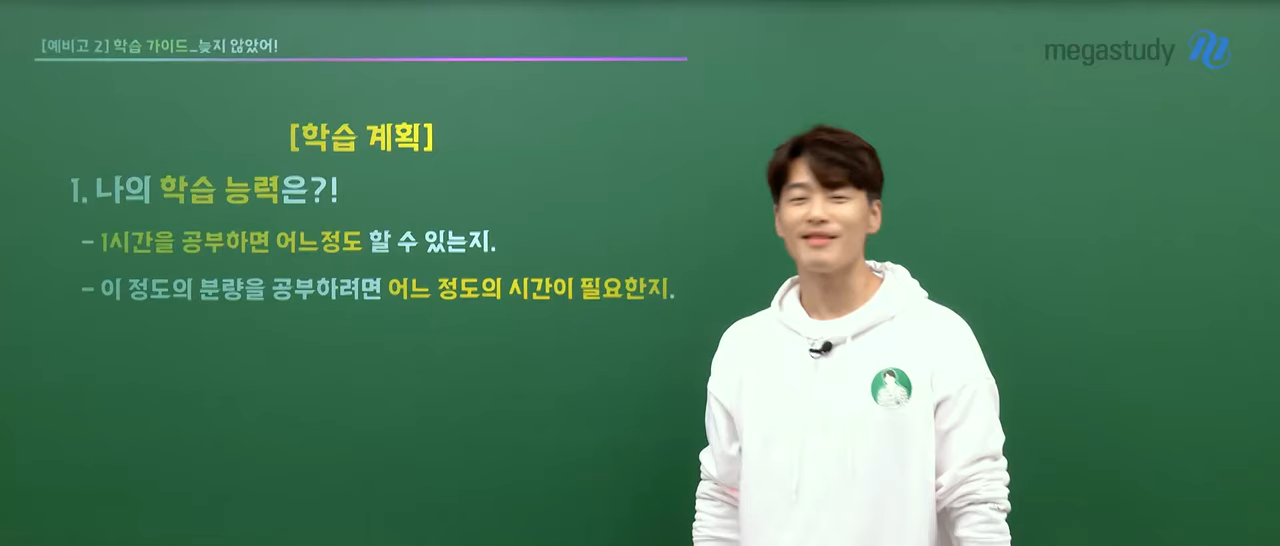 [예비고 2] 학습 가이드_늦지 않았어!
megastudy
[학습 계획]
1. 나의 학습 능력은?!
- 1시간을 공부하면 어느정도 할 수 있는지.
- 이 정도의 분량을 공부하려면 어느 정도의 시간이 필요한지.